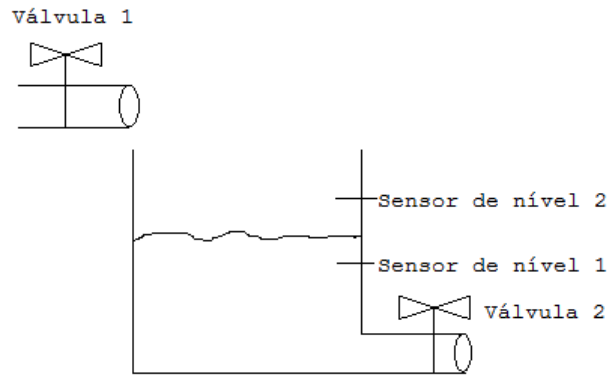 Válvula 1
Sensor de nível 2
Sensor de nível 1
Válvula 2